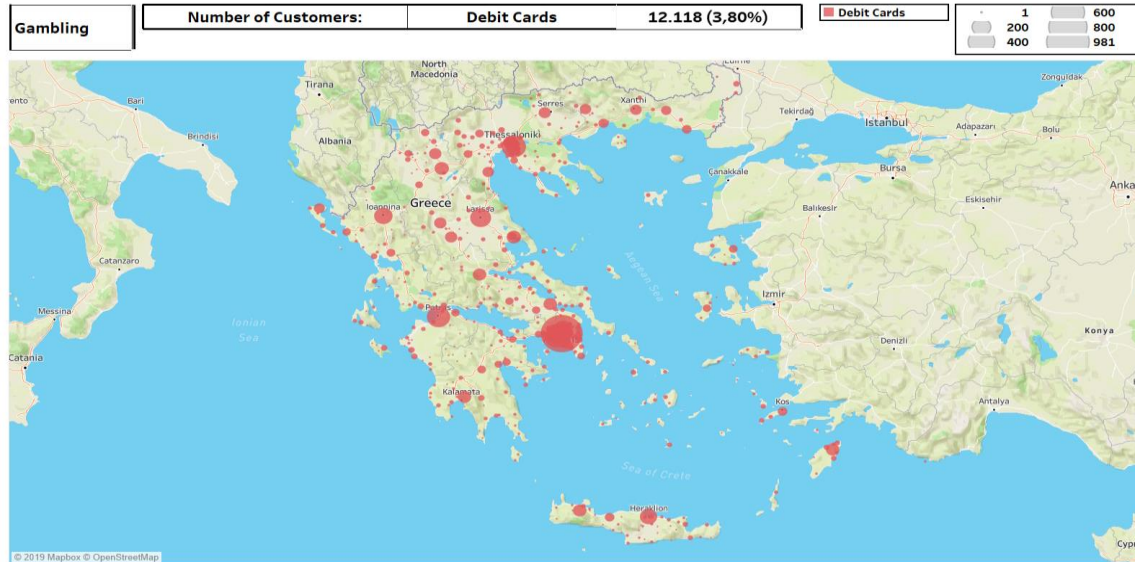 Gambling
Number of Customers: Debit Cards 12.118 (3,80%)
Debit Cards
1 600
200 800
400 981
North
Macedonia
Tirana
Bari
Brindisi
Albania
Serres
Xanthi
Thessaloniki
Tekirdağ
Istanbul
Zonguldak
Adapazarı
Bolu
Bursa
Çanakkale
Ioannina
Greece
Larissa
Balıkesir
Eskisehir
Anka
Catanzaro
Aegean Sea
Messina
Ionian
Sea
Izmir
Konya
Catania
Denizli
Kalamata
Kos
Antalya
Sea of Crete
Heraklion
Cyp
© 2019 Mapbox © OpenStreetMap